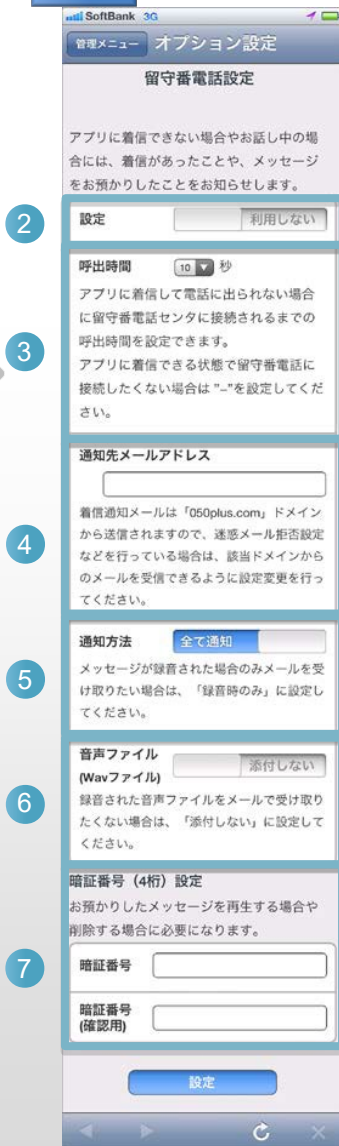 SoftBank 3G
管理メニュー オプション設定
留守番電話設定
アプリに着信できない場合やお話し中の場
合には、着信があったことや、メッセージ
をお預かりしたことをお知らせします。
2
設定 利用しない
呼出時間 10 ▼ 秒
アプリに着信して電話に出られない場合
に留守番電話センタに接続されるまでの
呼出時間を設定できます。
3
アプリに着信できる状態で留守番電話に
接続したくない場合は "–"を設定してくだ
さい。
通知先メールアドレス
着信通知メールは「050plus.com」ドメイン
から送信されますので、迷惑メール拒否設定
4
などを行っている場合は、該当ドメインから
のメールを受信できるように設定変更を行っ
てください。
通知方法 全て通知
5
メッセージが録音された場合のみメールを受
け取りたい場合は、「録音時のみ」に設定し
てください。
音声ファイル
(Wavファイル) 添付しない
6
録音された音声ファイルをメールで受け取り
たくない場合は、「添付しない」に設定して
ください。
暗証番号（4桁）設定
お預かりしたメッセージを再生する場合や
削除する場合に必要になります。
7
暗証番号
暗証番号
(確認用)
設定